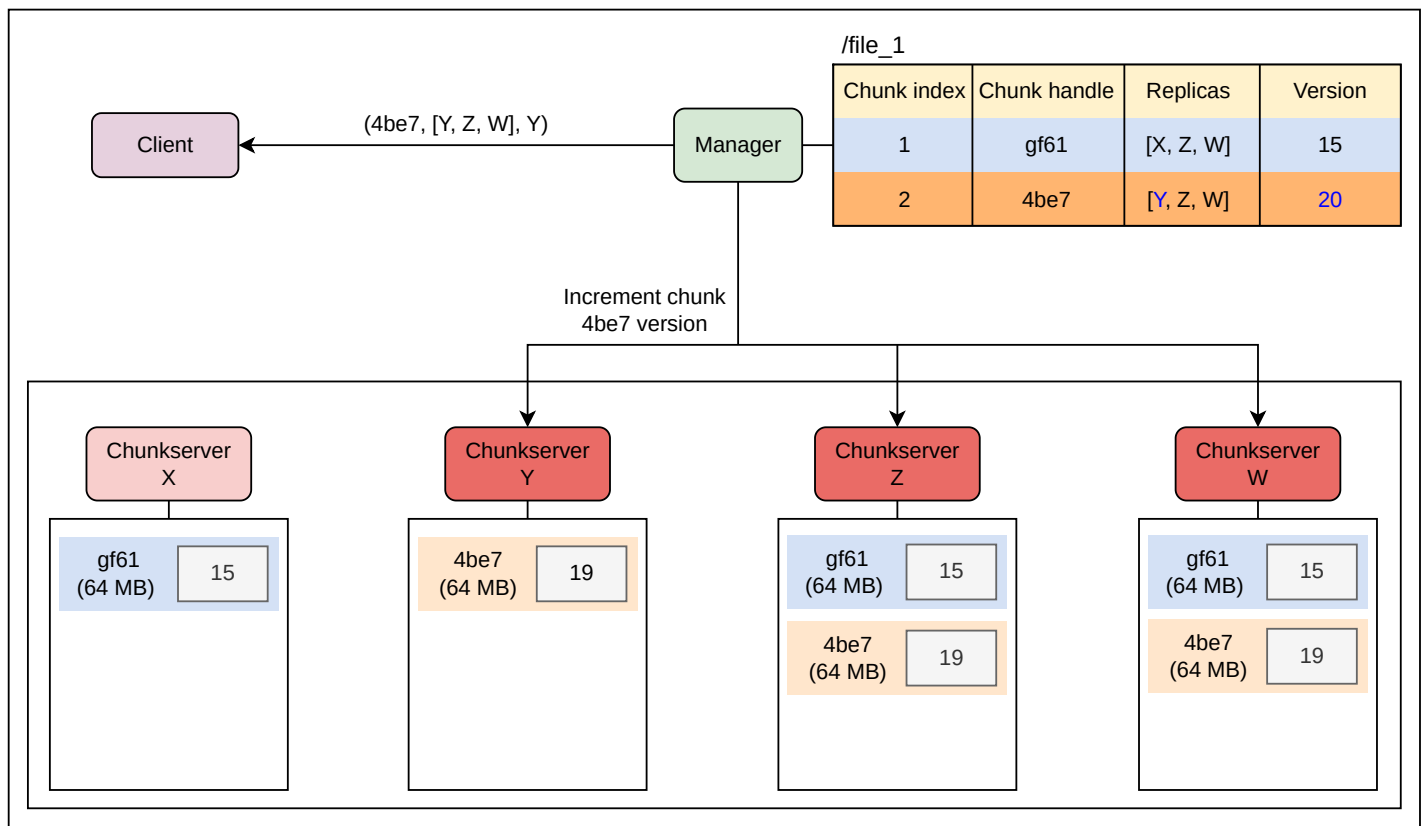 /file_1
Chunk index Chunk handle Replicas Version
1 gf61 [X, Z, W] 15
2 4be7 [Y, Z, W] 20
Client
(4be7, [Y, Z, W], Y)
Manager
Increment chunk
4be7 version
Chunkserver
X
Chunkserver
Y
Chunkserver
Z
Chunkserver
W
gf61
(64 MB)
15
4be7
(64 MB)
19
gf61
(64 MB)
15
4be7
(64 MB)
19
gf61
(64 MB)
15
4be7
(64 MB)
19